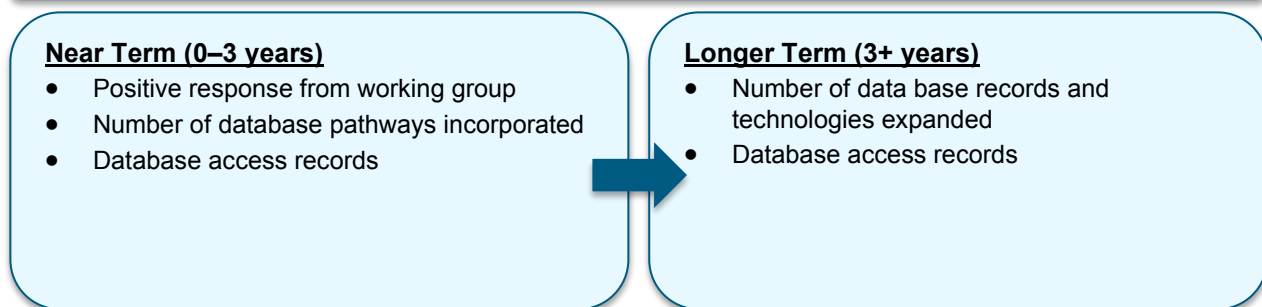 Near Term (0–3 years)
• Positive response from working group
• Number of database pathways incorporated
• Database access records
Longer Term (3+ years)
• Number of data base records and
technologies expanded
• Database access records